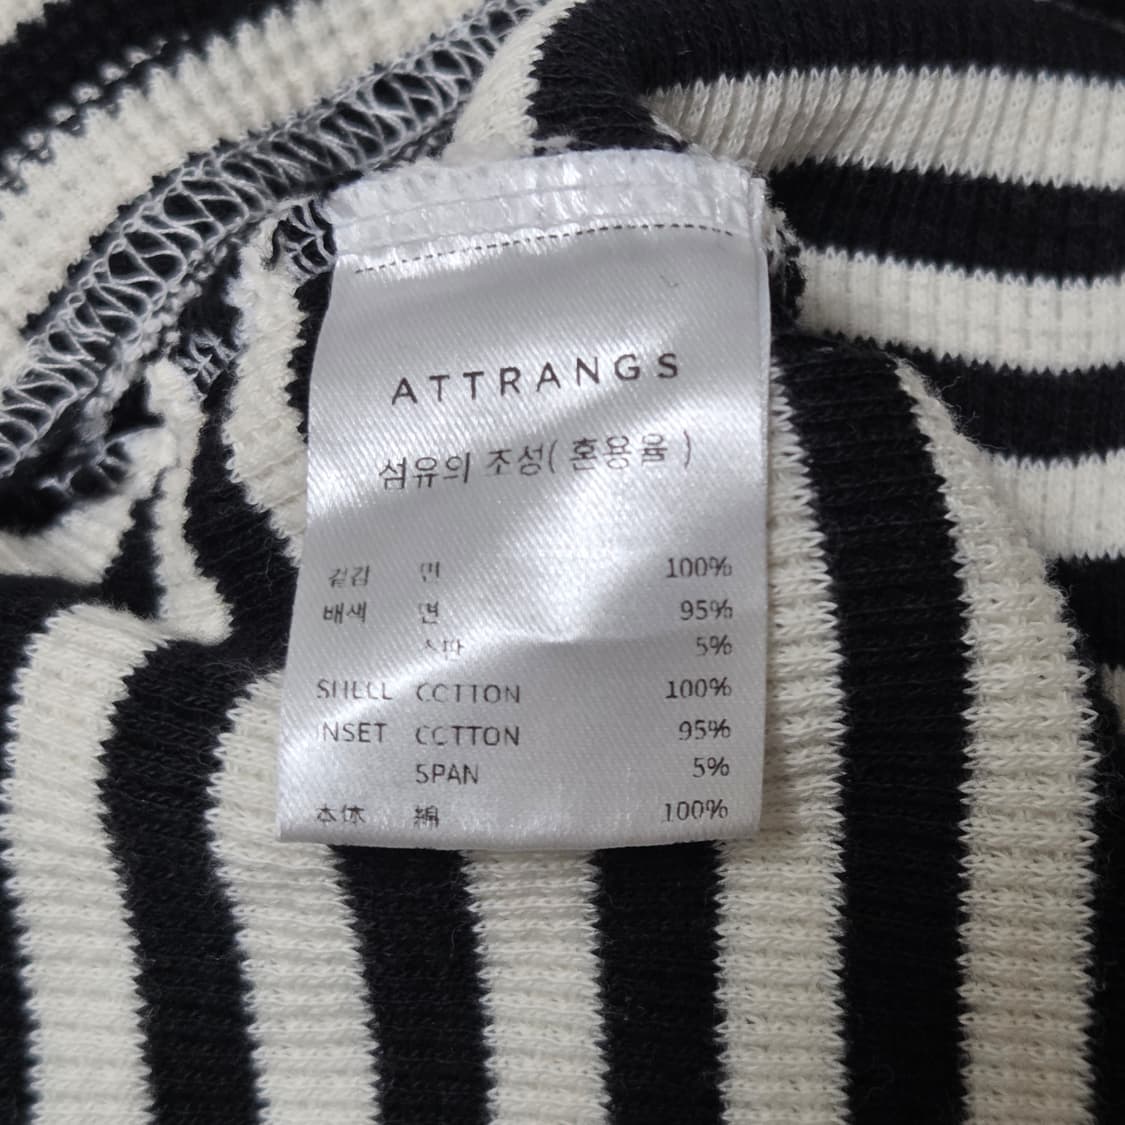 ATTRANGS
섬유의 조성( 혼용율 )
겉감 면 100%
배색 면 95%
스판 5%
SHELL COTTON 100%
INSET COTTON 95%
SPAN 5%
本体 綿 100%